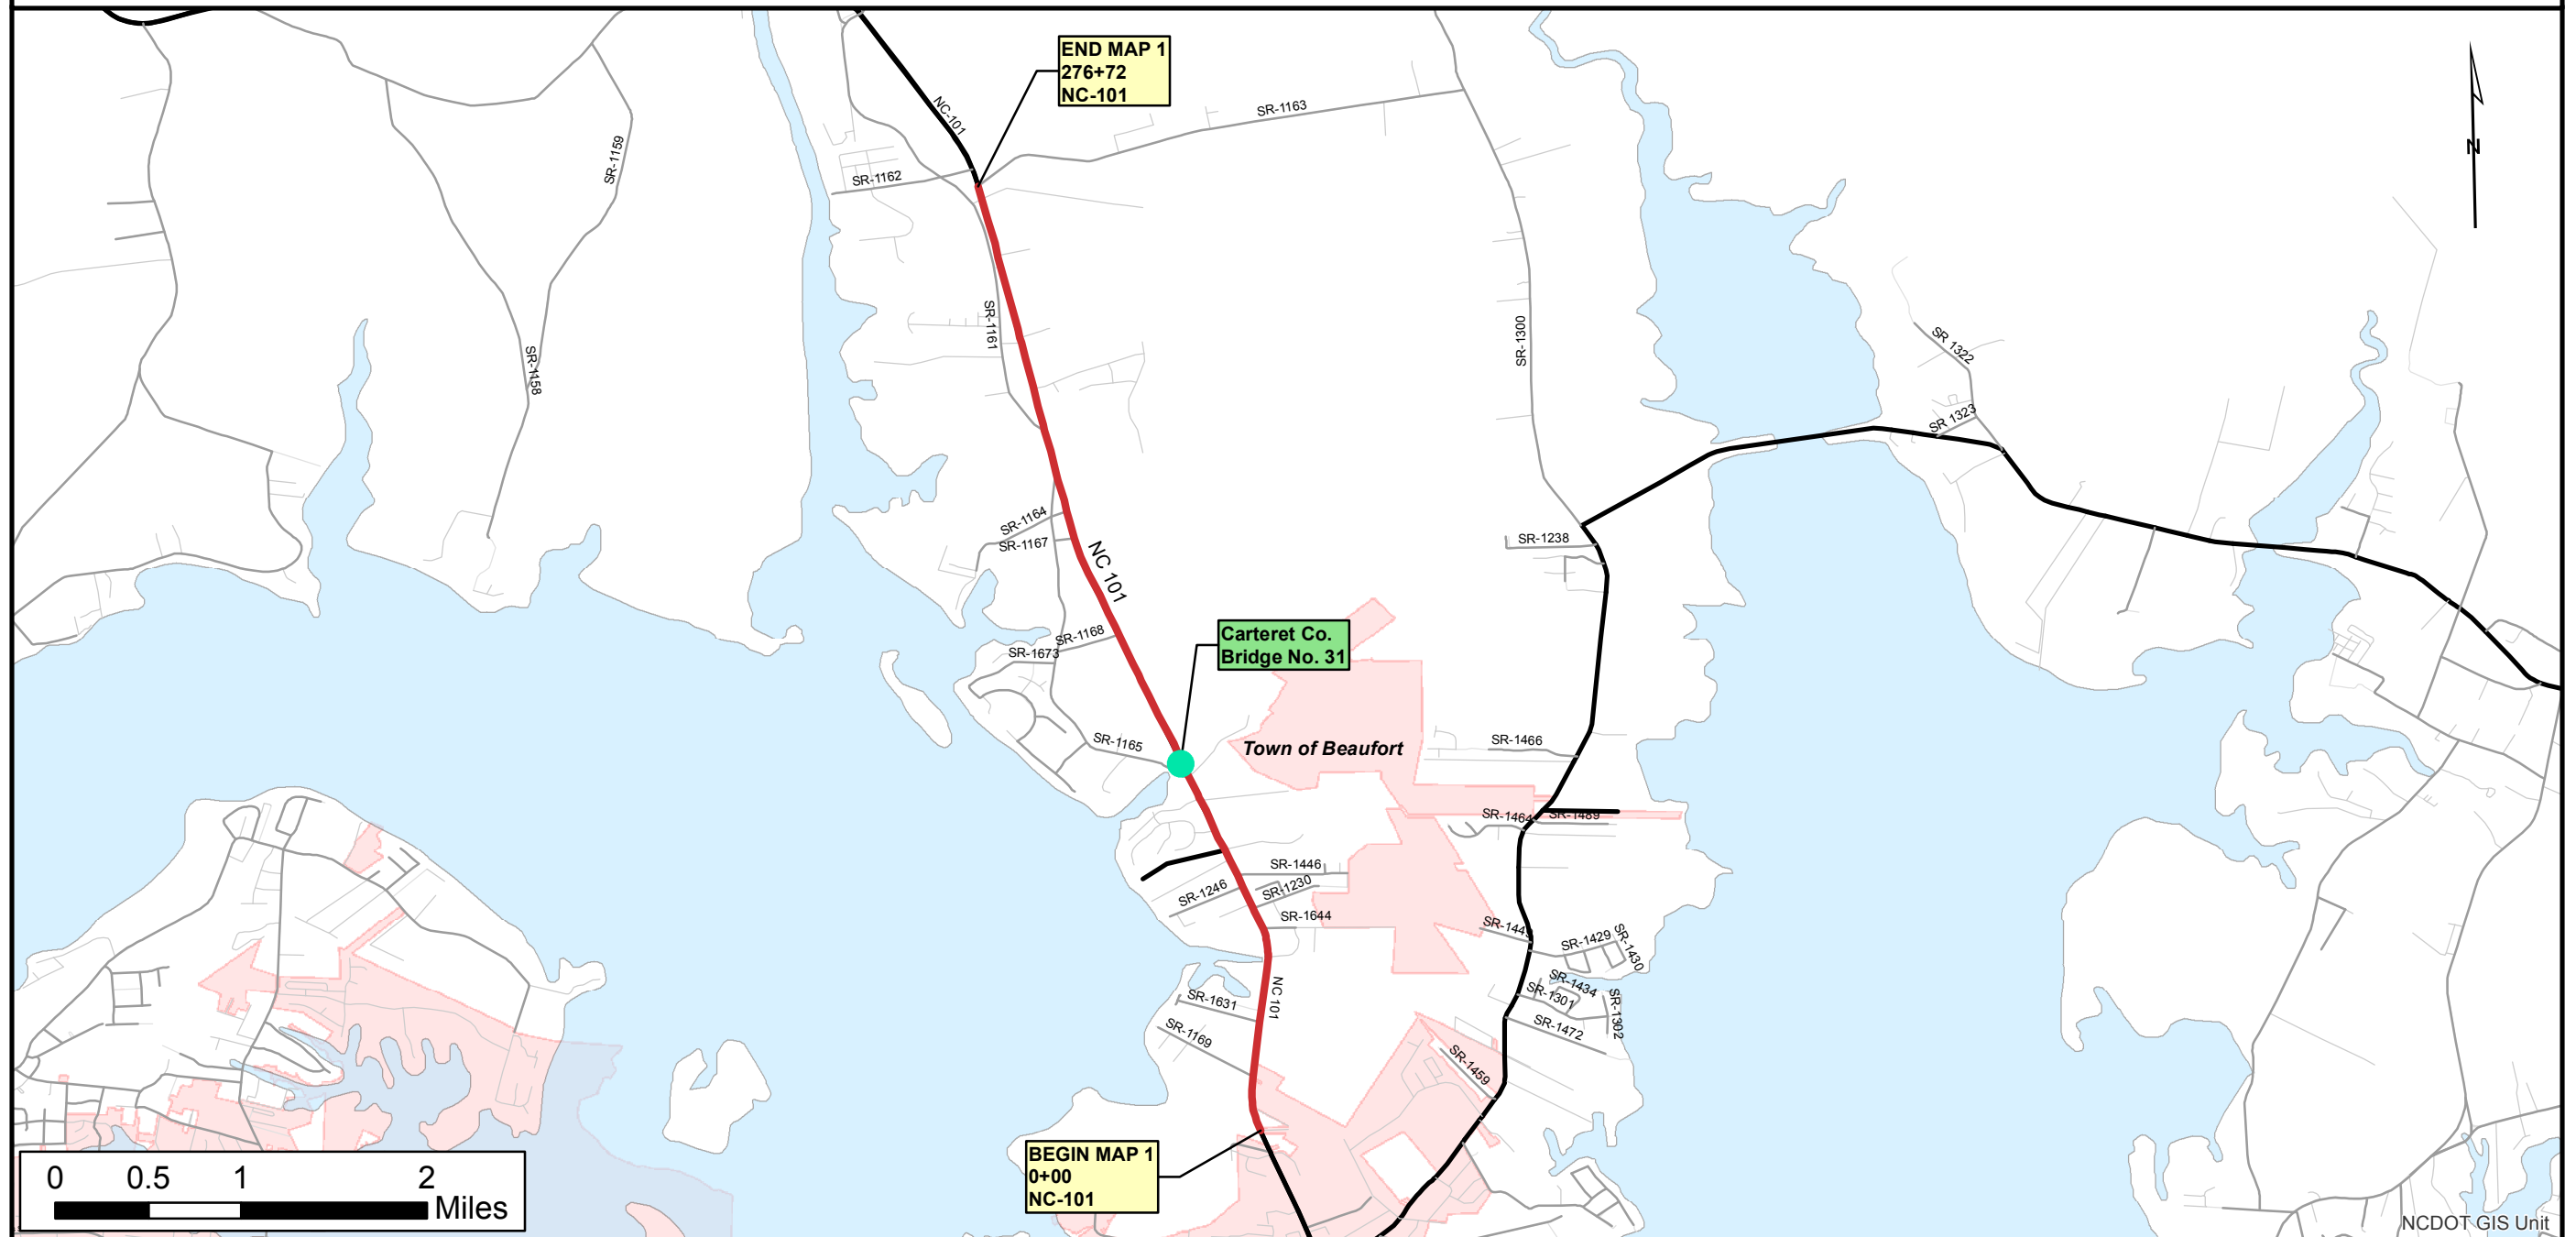 END MAP 1
276+72
NC-101
NC-101
SR-1163
SR-1159
SR-1162
SR-1161
SR-1158
SR-1300
SR 1322
SR 1323
N
SR-1164
SR-1167
NC 101
SR-1238
SR-1168
SR-1673
Carteret Co.
Bridge No. 31
SR-1165
Town of Beaufort
SR-1466
SR-1464
SR-1489
SR-1446
SR-1246
SR-1230
SR-1644
SR-1429
SR-1430
SR-1631
NC 101
SR-1434
SR-1301
SR-1302
SR-1169
SR-1472
SR-1459
BEGIN MAP 1
0+00
NC-101
0 0.5 1 2
Miles
NCDOT GIS Unit